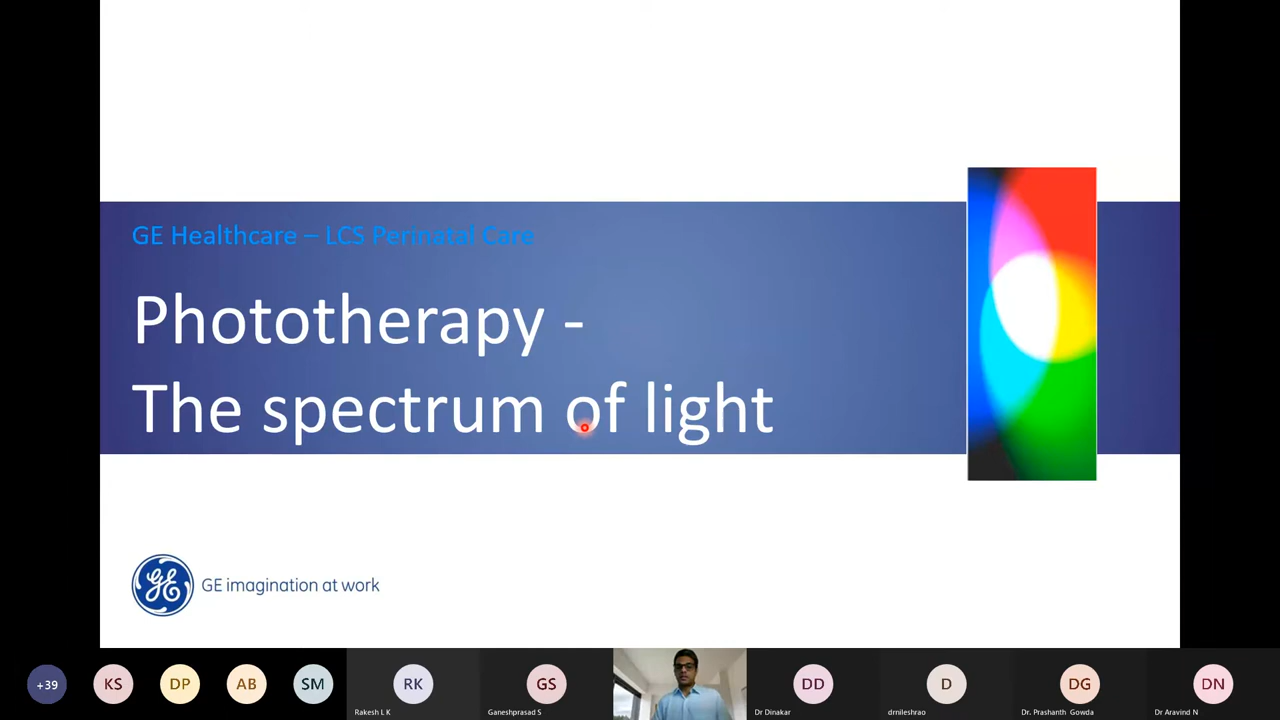 GE Healthcare – LCS Perinatal Care
Phototherapy -
The spectrum of light
GE
GE imagination at work
+39
KS
DP
AB
SM
RK
GS
DD
D
DG
DN
Rakesh L K
Ganeshprasad S
Dr Dinakar
drnileshrao
Dr. Prashanth Gowda
Dr Aravind N